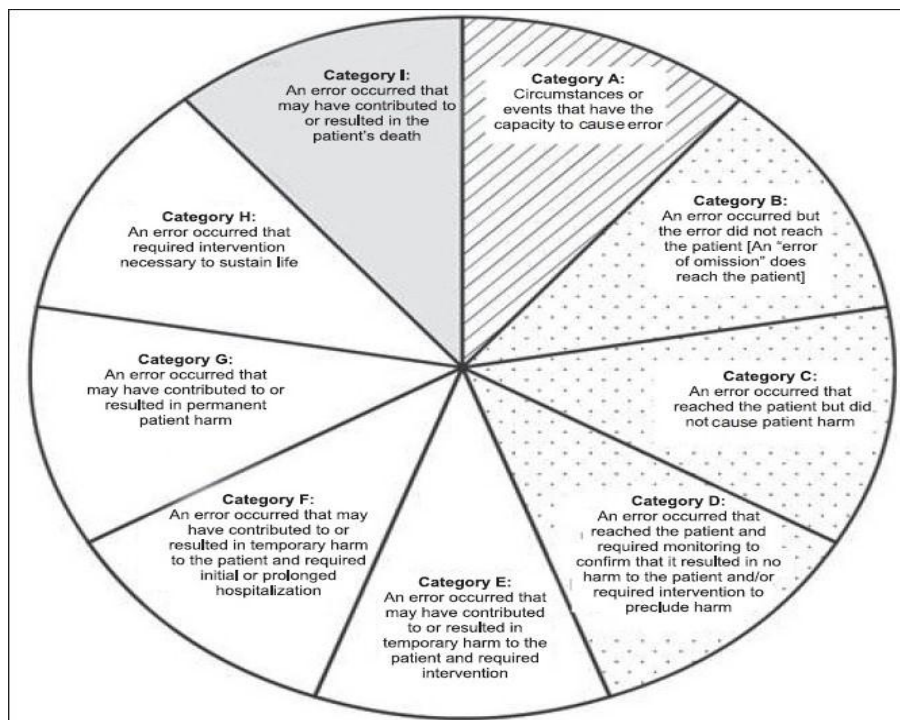 Category I:
An error occurred that
may have contributed to
or resulted in the
patient's death
Category A:
Circumstances or
events that have the
capacity to cause error
Category B:
An error occurred but
the error did not reach
the patient [An "error
of omission" does
reach the patient]
Category C:
An error occurred that
reached the patient but did
not cause patient harm
Category D:
An error occurred that
reached the patient and
required monitoring to
confirm that it resulted in no
harm to the patient and/or
required intervention to
preclude harm
Category E:
An error occurred that
may have contributed
to or resulted in
temporary harm to the
patient and required
intervention
Category F:
An error occurred that may
have contributed to or
resulted in temporary harm
to the patient and required
initial or prolonged
hospitalization
Category G:
An error occurred that
may have contributed to or
resulted in permanent
patient harm
Category H:
An error occurred that
required intervention
necessary to sustain life